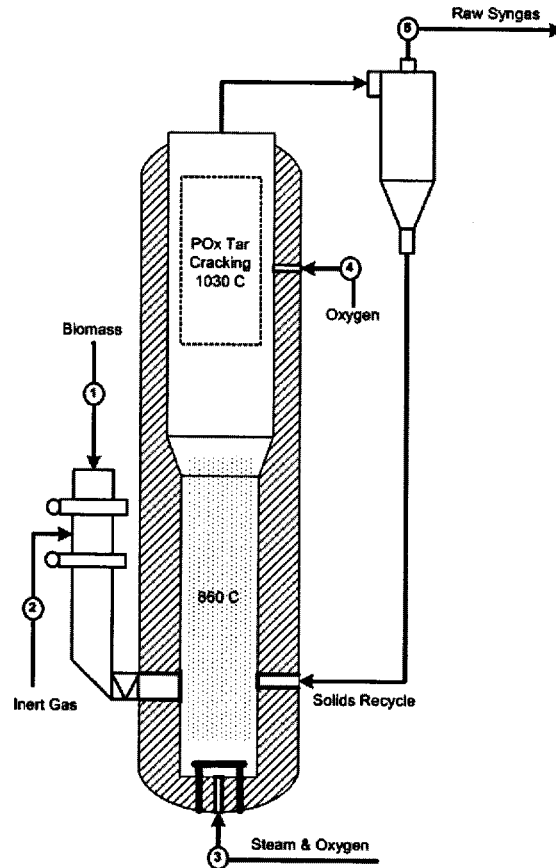 5
Raw Syngas
POx Tar
Cracking
1030 C
4
Oxygen
Biomass
1
860 C
2
Inert Gas
Solids Recycle
Steam & Oxygen
3